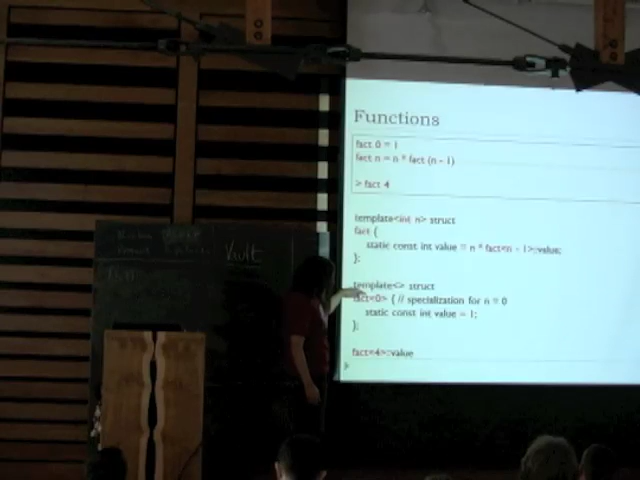 Functions
fact 0 = 1
fact n = n * fact (n - 1)
> fact 4
template<int n> struct
fact {
static const int value = n * fact<n - 1>::value;
};
template<> struct
fact<0> { // specialization for n = 0
static const int value = 1;
};
fact<4>::value
Vault